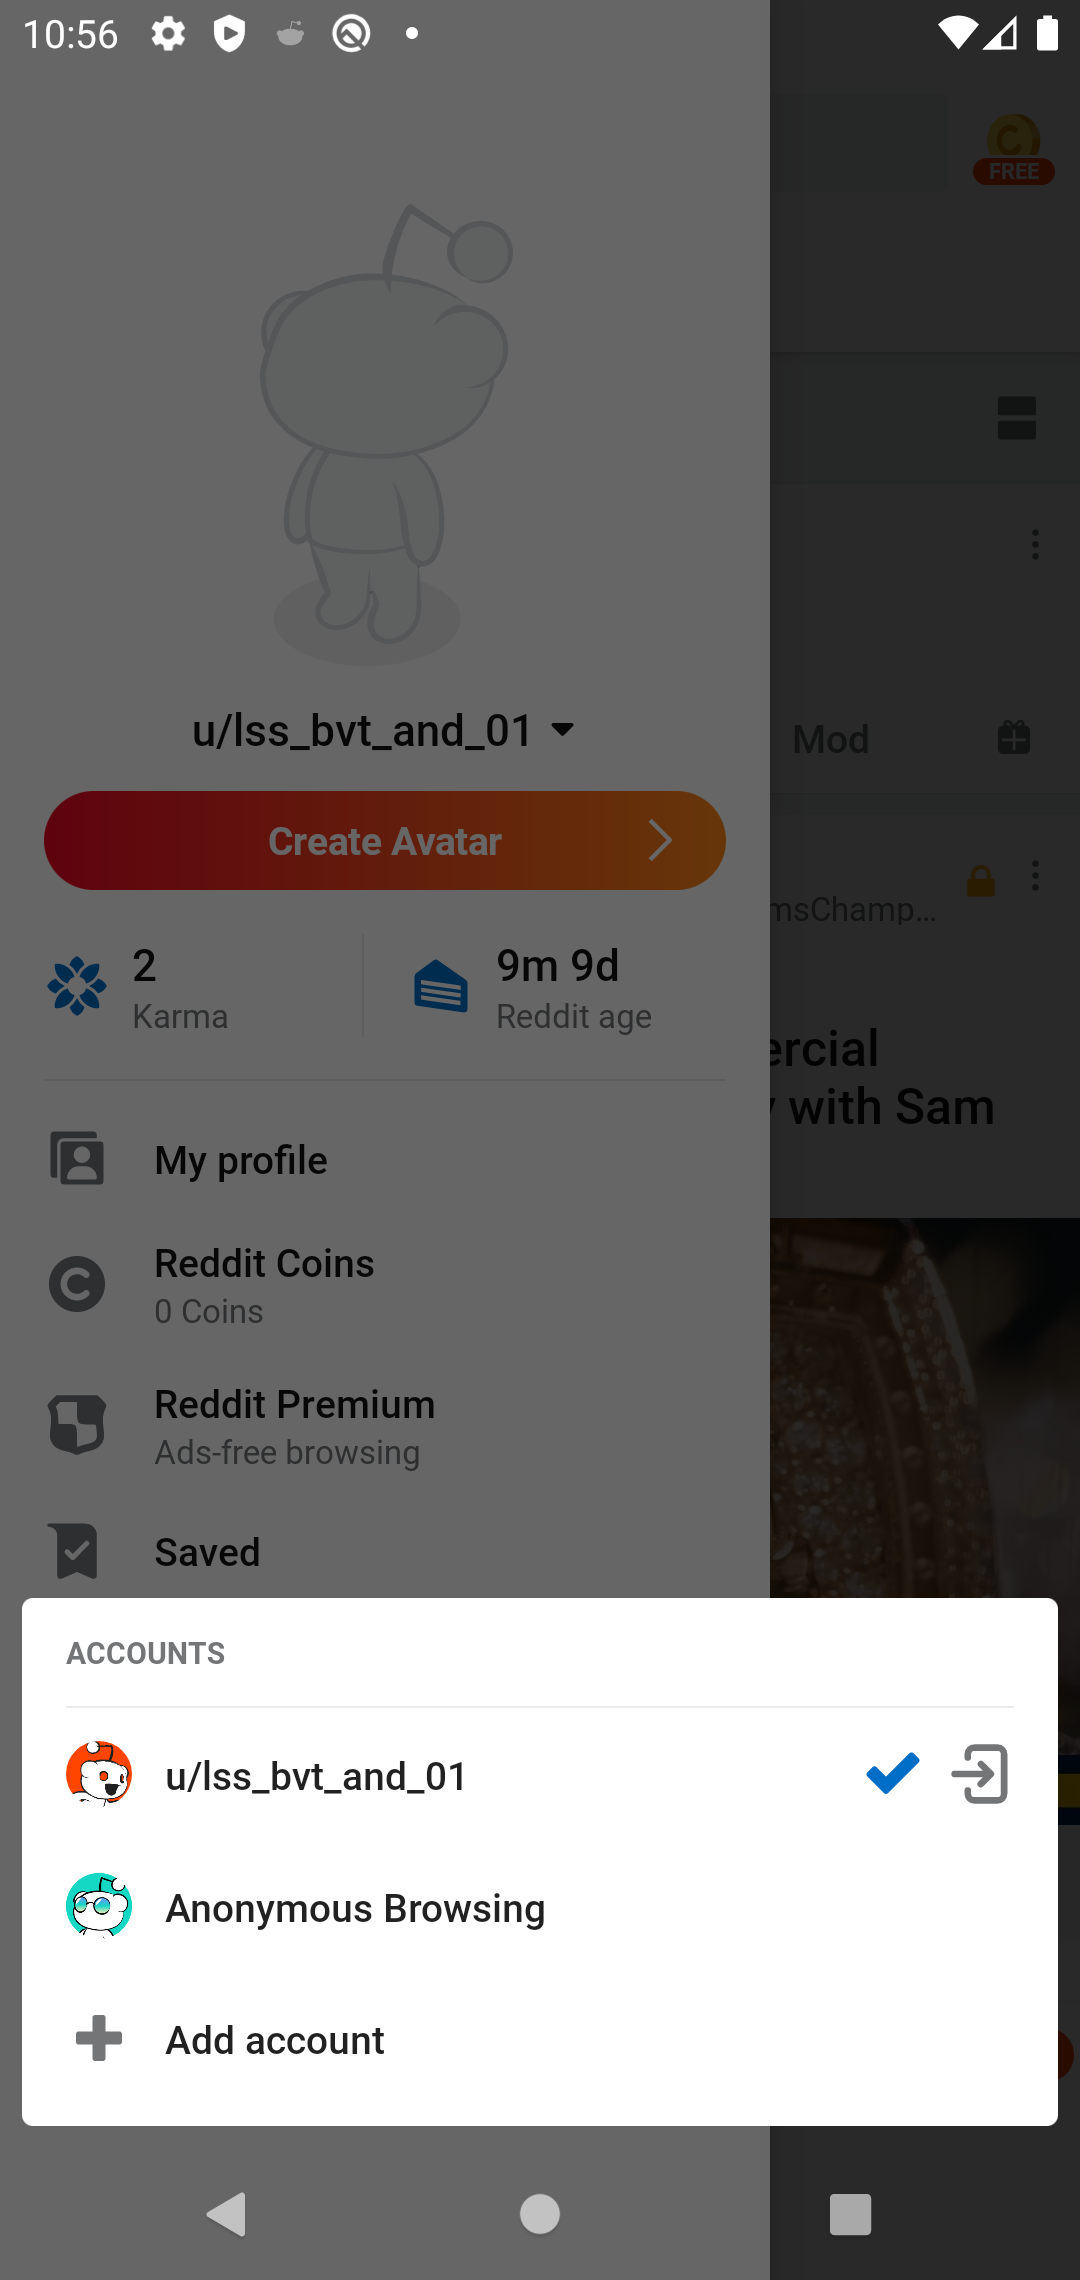 10:56
FREE
u/lss_bvt_and_01
Mod
Create Avatar
msChamp...
2
Karma
9m 9d
Reddit age
ercial
with Sam
My profile
Reddit Coins
0 Coins
Reddit Premium
Ads-free browsing
Saved
ACCOUNTS
u/lss_bvt_and_01
Anonymous Browsing
Add account